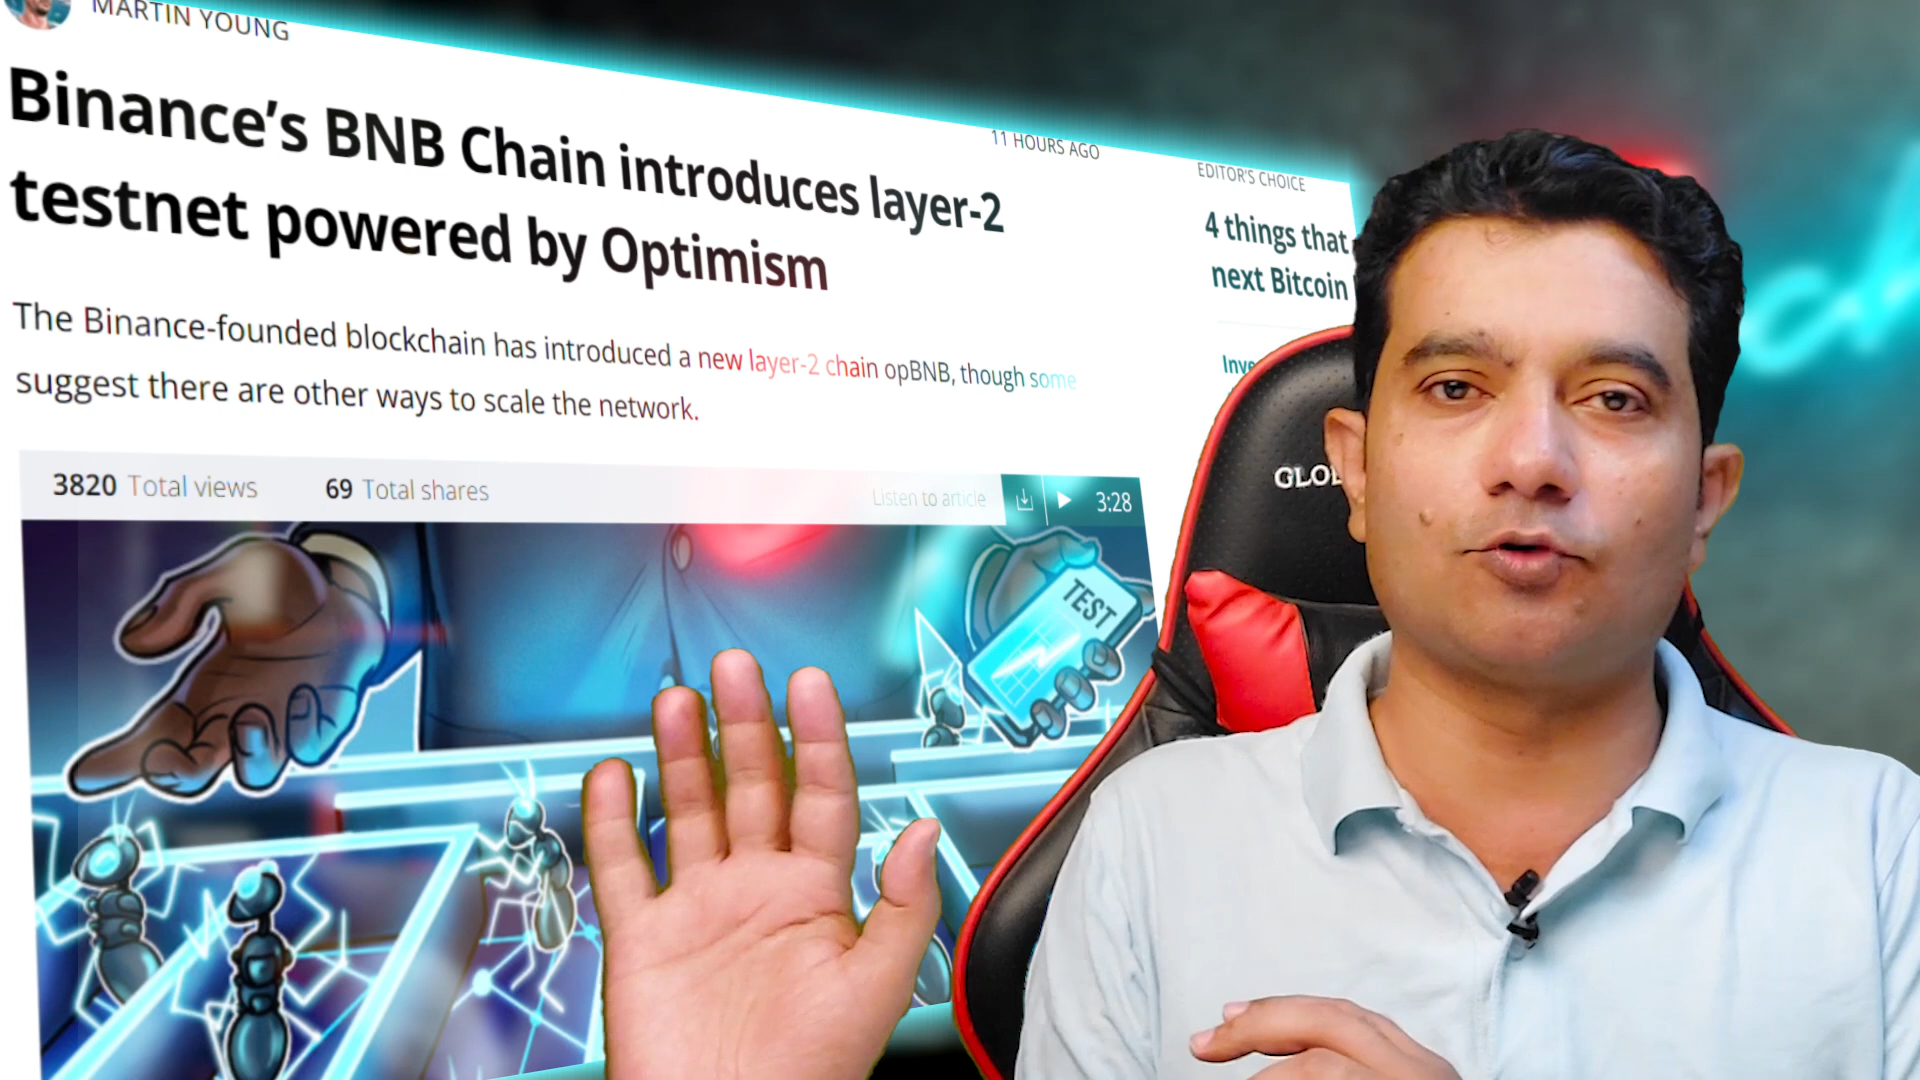 MARTIN YOUNG
Binance’s BNB Chain introduces layer-2
testnet powered by Optimism
11 HOURS AGO
The Binance-founded blockchain has introduced a new layer-2 chain opBNB, though some
suggest there are other ways to scale the network.
3820 Total views
69 Total shares
Listen to article
3:28
EDITOR'S CHOICE
4 things that
next Bitcoin
TEST